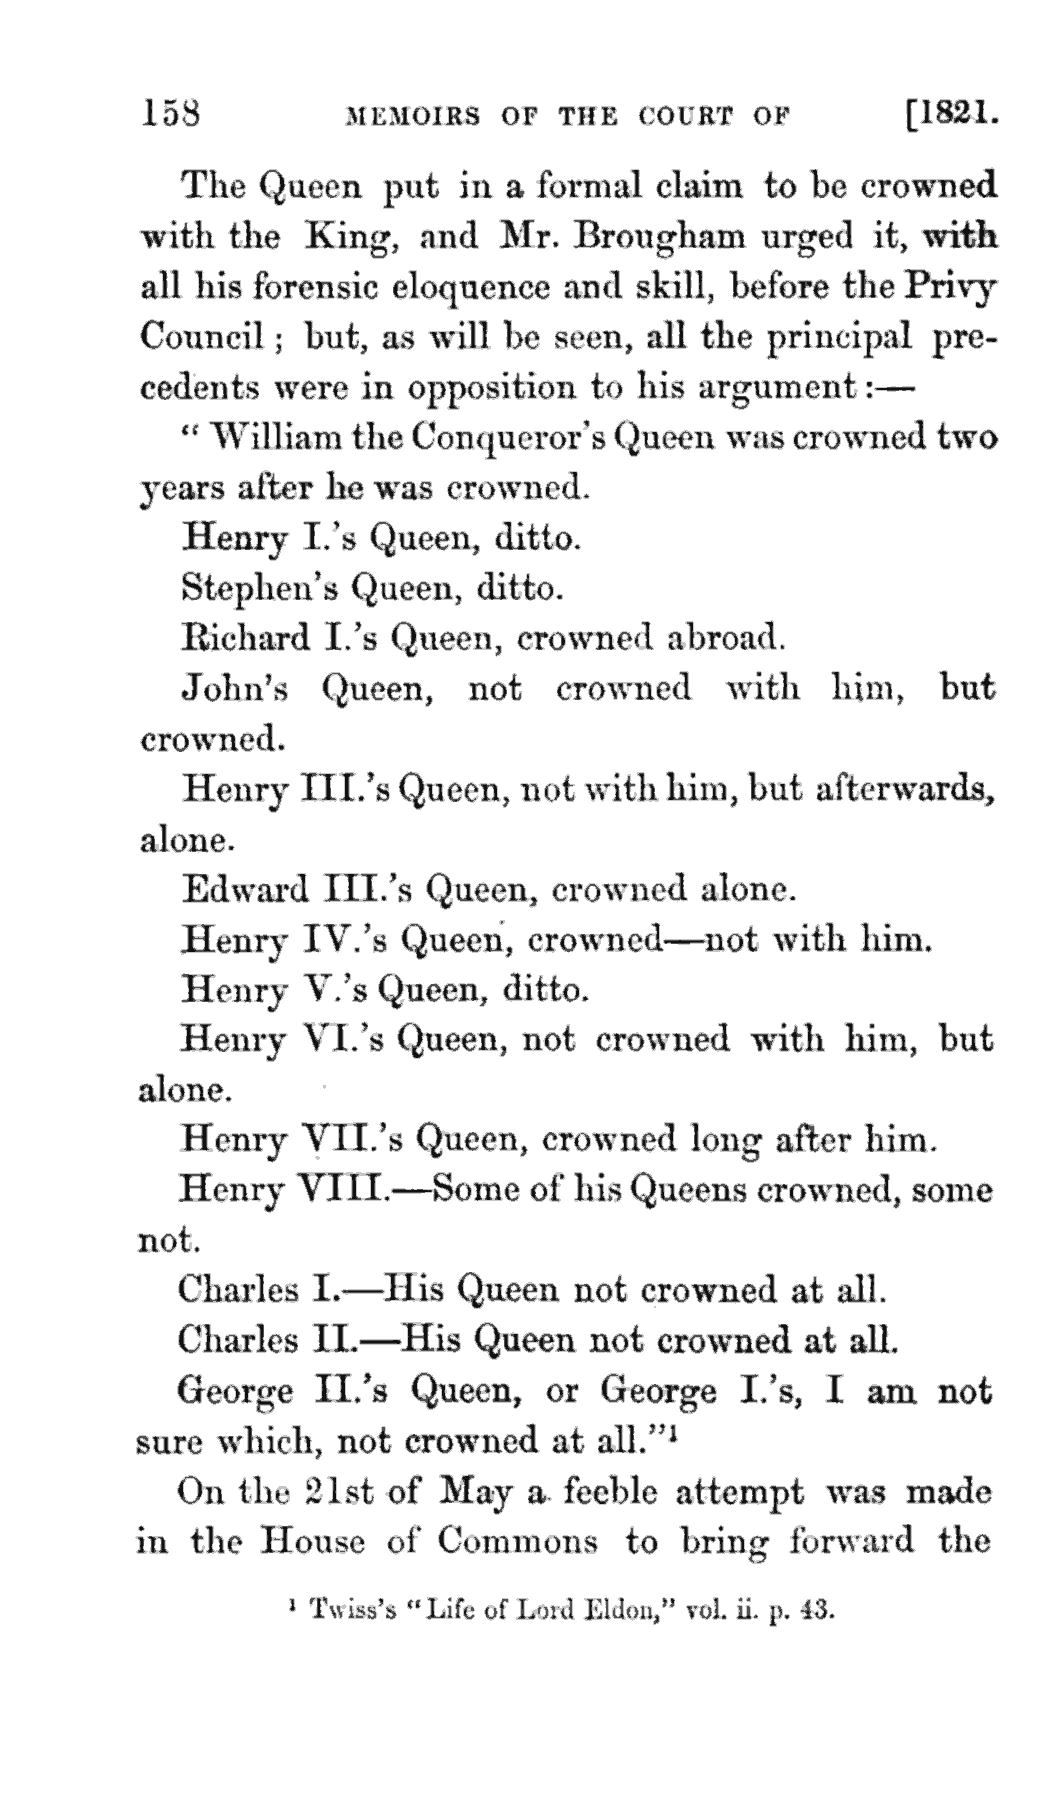 158 MEMOIRS OF THE COURT OF [1821.
The Queen put in a formal claim to be crowned
with the King, and Mr. Brougham urged it, with
all his forensic eloquence and skill, before the Privy
Council ; but, as will be seen, all the principal pre-
cedents were in opposition to his argument :—
“ William the Conqueror’s Queen was crowned two
years after he was crowned.
Henry I.’s Queen, ditto.
Stephen’s Queen, ditto.
Richard I.’s Queen, crowned abroad.
John’s Queen, not crowned with him, but
crowned.
Henry III.’s Queen, not with him, but afterwards,
alone.
Edward III.’s Queen, crowned alone.
Henry IV.’s Queen, crowned—not with him.
Henry V.’s Queen, ditto.
Henry VI.’s Queen, not crowned with him, but
alone.
Henry VII.’s Queen, crowned long after him.
Henry VIII.—Some of his Queens crowned, some
not.
Charles I.—His Queen not crowned at all.
Charles II.—His Queen not crowned at all.
George II.’s Queen, or George I.’s, I am not
sure which, not crowned at all.”¹
On the 21st of May a feeble attempt was made
in the House of Commons to bring forward the
¹ Twiss’s “Life of Lord Eldon,” vol. ii. p. 43.